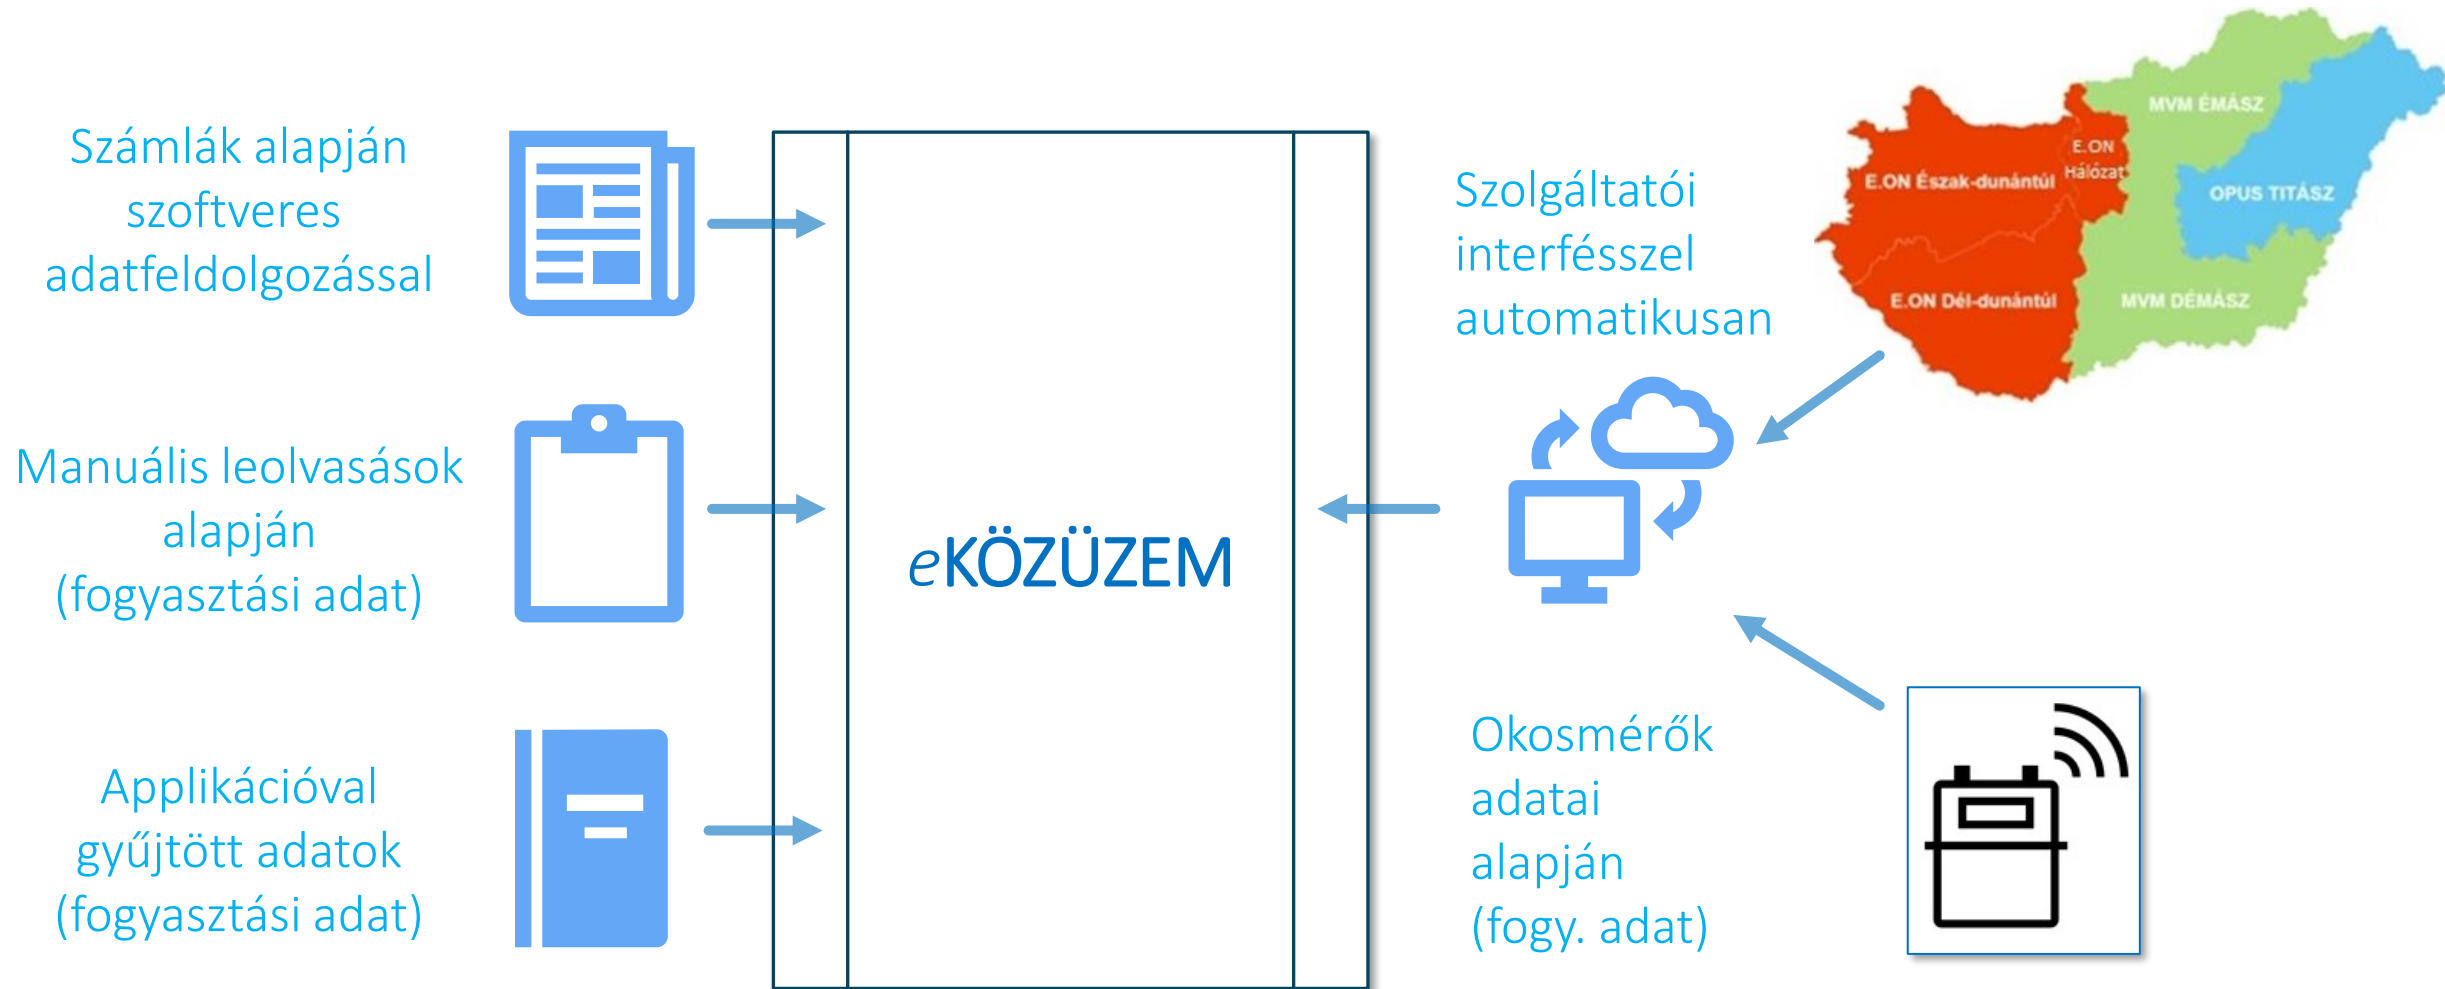 Számlák alapján
szoftveres
adatfeldolgozással
Manuális leolvasások
alapján
(fogyasztási adat)
Applikációval
gyűjtött adatok
(fogyasztási adat)
eKÖZÜZEM
Szolgáltatói
interfésszel
automatikusan
Okosmérők
adatai
alapján
(fogy. adat)
MVM ÉMÁSZ
E.ON
Hálózat
E.ON Észak-dunántúl
OPUS TITÁSZ
E.ON Dél-dunántúl
MVM DÉMÁSZ